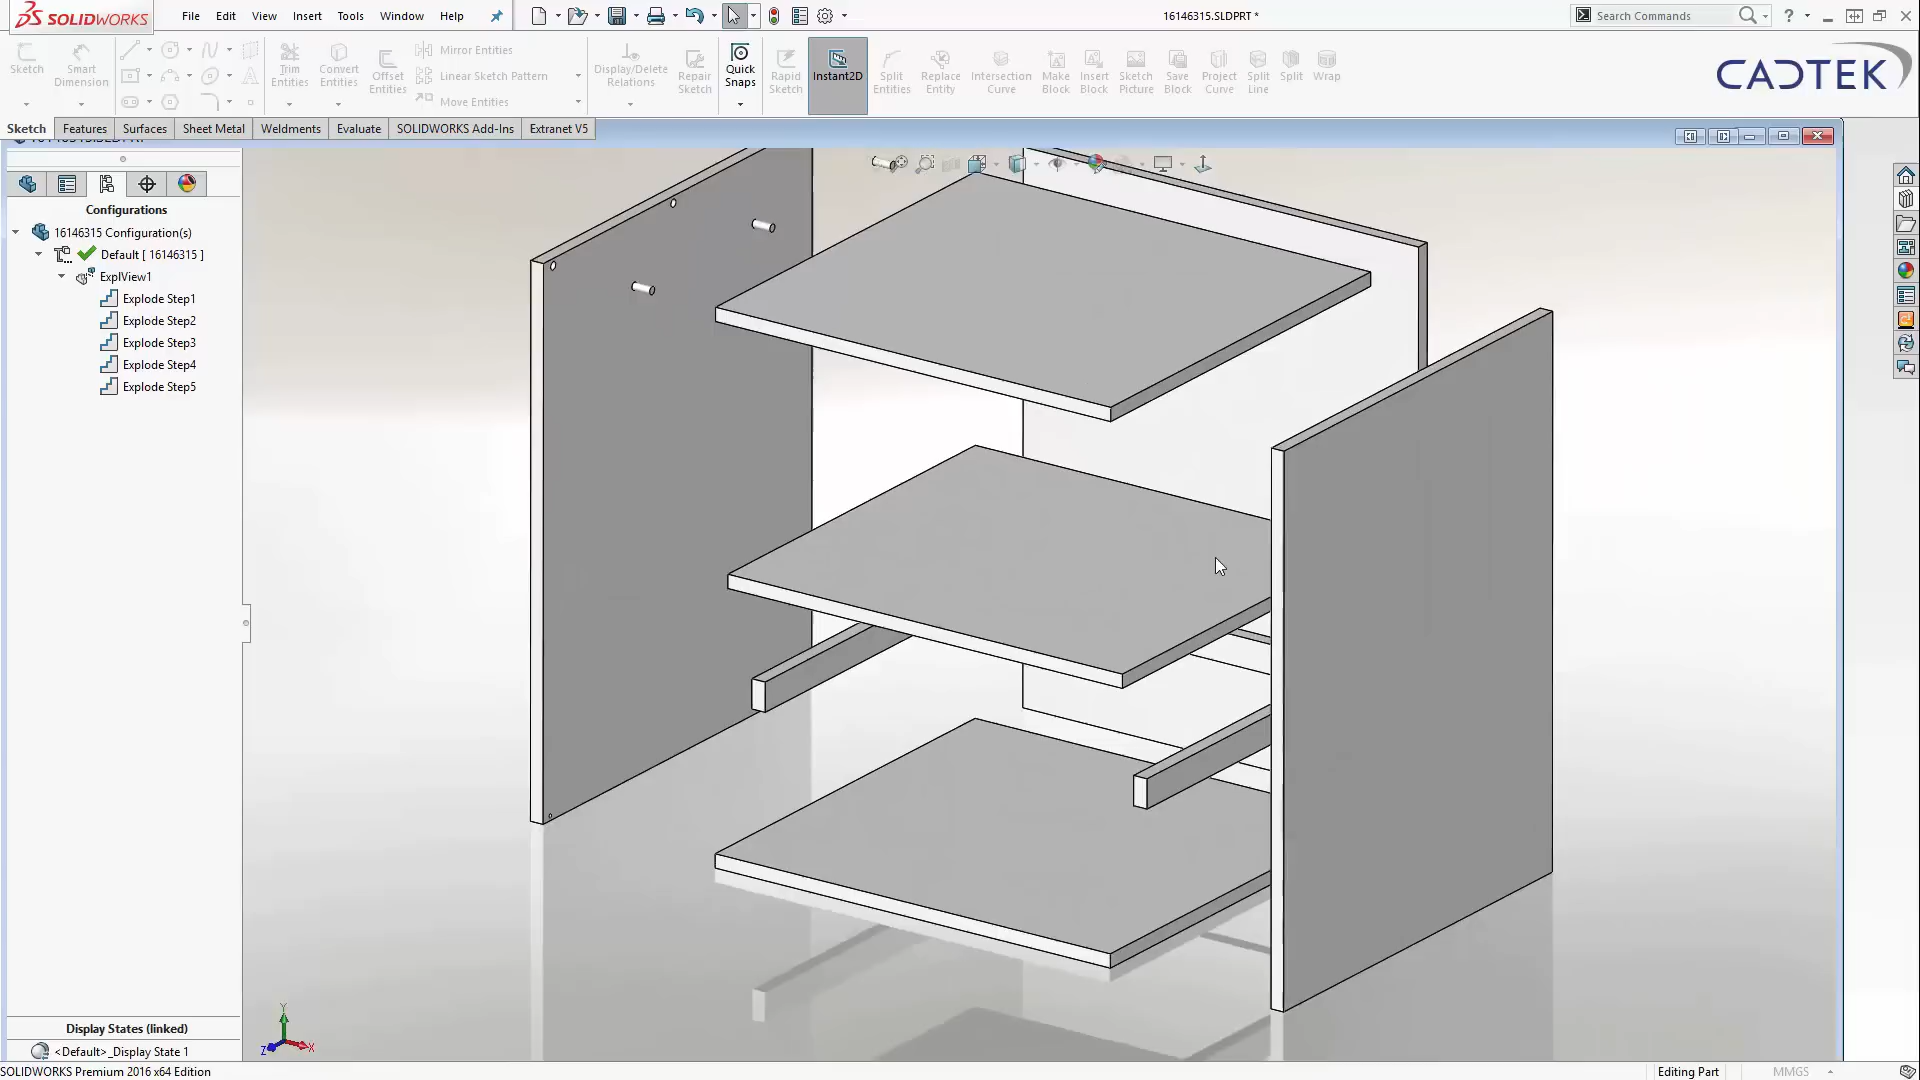 SOLIDWORKS
File Edit View Insert Tools Window Help
16146315.SLDPRT *
Search Commands
Sketch
Smart Dimension
Trim Entities
Convert Entities
Offset Entities
Mirror Entities
Linear Sketch Pattern
Move Entities
Display/Delete Relations
Repair Sketch
Quick Snaps
Rapid Sketch
Instant2D
Split Entities
Replace Entity
Intersection Curve
Make Block
Insert Block
Sketch Picture
Save Block
Project Curve
Split Line
Split
Wrap
CADTEK
Sketch Features Surfaces Sheet Metal Weldments Evaluate SOLIDWORKS Add-Ins Extranet V5
Configurations
16146315 Configuration(s)
Default [ 16146315 ]
ExplView1
Explode Step1
Explode Step2
Explode Step3
Explode Step4
Explode Step5
Y
Z
X
Display States (linked)
<Default>_Display State 1
SOLIDWORKS Premium 2016 x64 Edition
Editing Part
MMGS